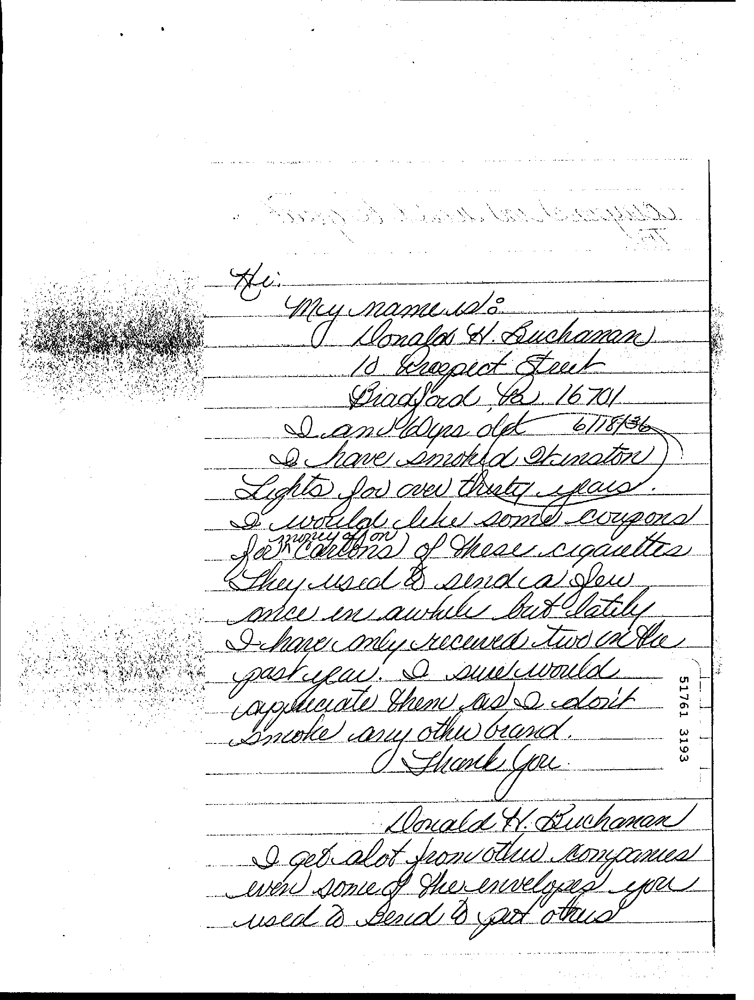 Hi:
My name is:
Donald H. Buchanan
10 Prospect Street
Bradford, Pa. 16701
I am yrs old 6/18/36
I have smoked Winston
Lights for over thirty years.
I would like some coupons
money off on
for (Cartons) of these cigarettes
They used to send a few
once in awhile but lately
I have only received two in the
past year. I sure would
appreciate them as I don't
smoke any other brand.
Thank You
51761 3193
Donald H. Buchanan
I get alot from other companies
even some of the envelopes you
used to send to put others